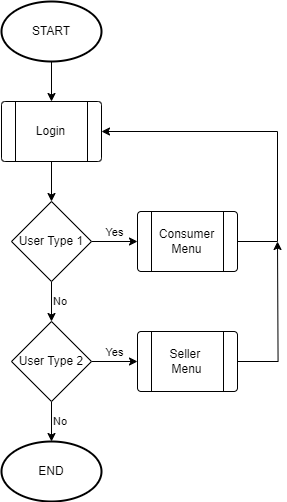 START
Login
User Type 1
Yes
Consumer
Menu
No
User Type 2
Yes
Seller
Menu
No
END